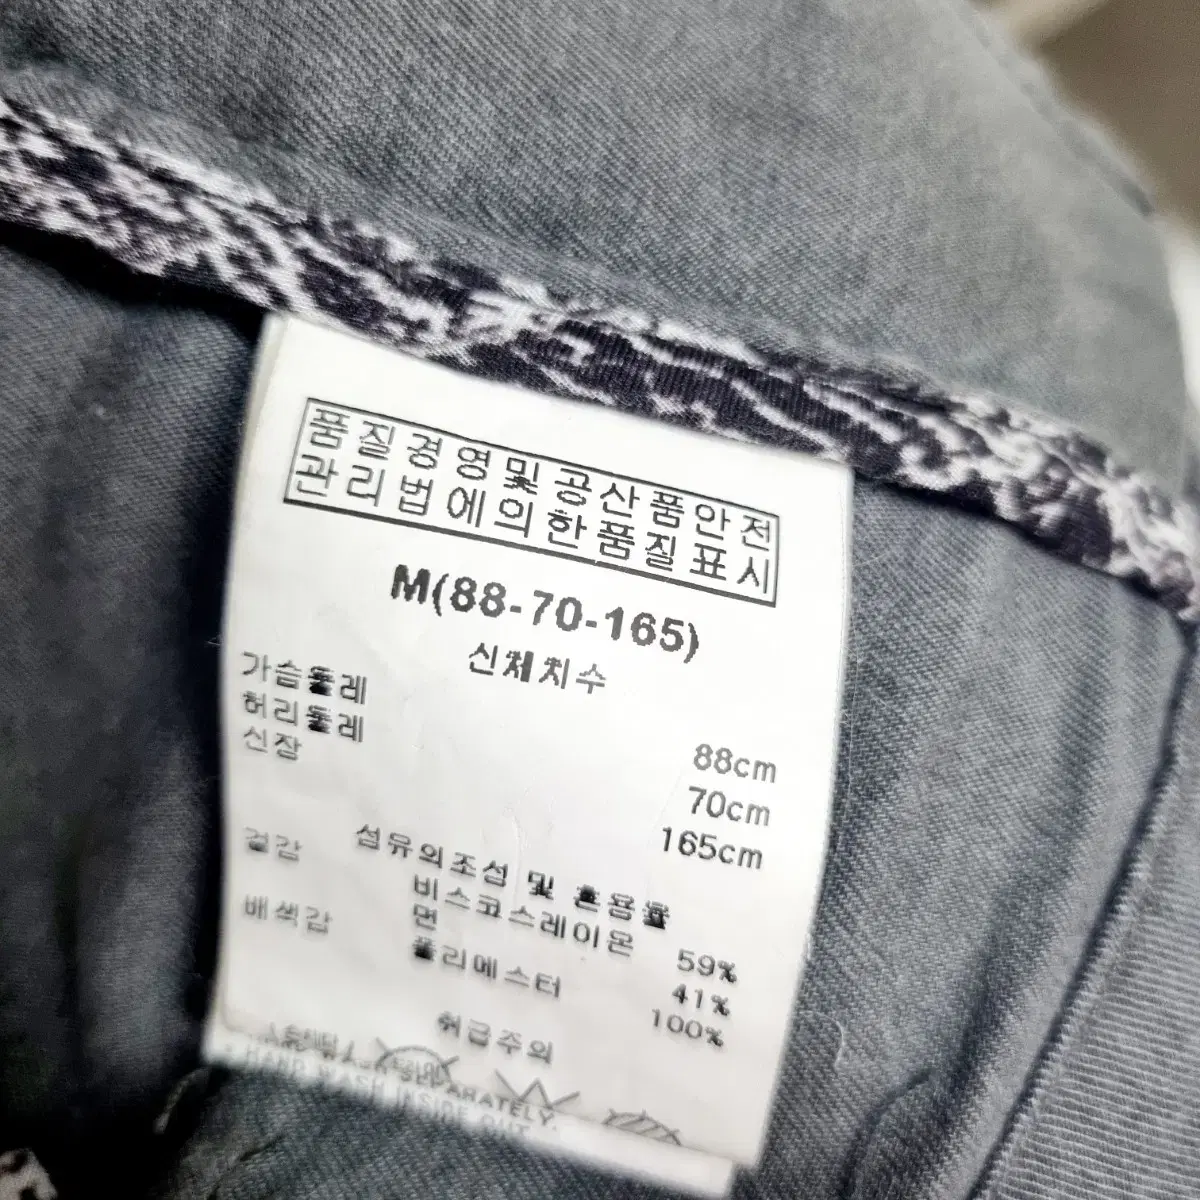 품질경영및공산품안전
관리법에의한품질표시
M(88-70-165)
신체치수
가슴둘레 88cm
허리둘레 70cm
신장 165cm
섬유의조성 및 혼용률
겉감 비스코스레이온 59%
면 41%
배색감 폴리에스터 100%
취급주의
HAND WASH SEPARATELY.
INSIDE OUT